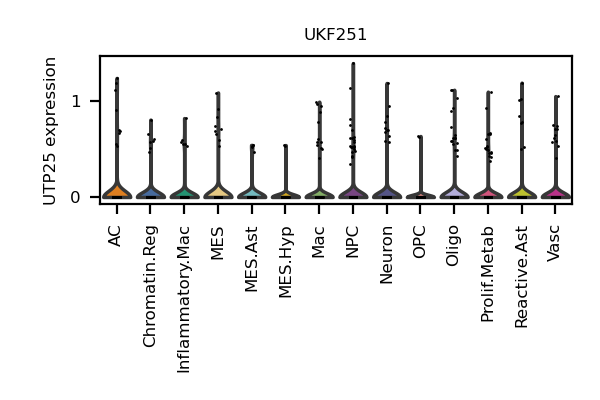 UKF251
UTP25 expression
1
0
AC
Chromatin.Reg
Inflammatory.Mac
MES
MES.Ast
MES.Hyp
Mac
NPC
Neuron
OPC
Oligo
Prolif.Metab
Reactive.Ast
Vasc